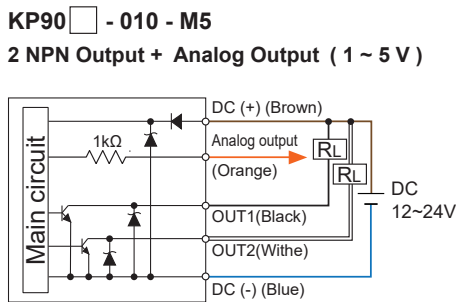 KP90□ - 010 - M5
2 NPN Output + Analog Output ( 1 ~ 5 V )
DC (+) (Brown)
1kΩ
Analog output
(Orange)
RL
RL
Main circuit
DC
12~24V
OUT1(Black)
OUT2(Withe)
DC (-) (Blue)